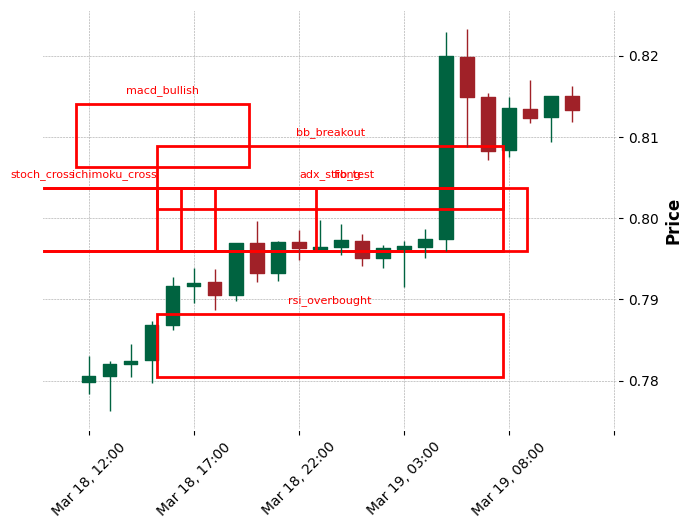 macd_bullish
bb_breakout
stoch_cross
ichimoku_cross
adx_strong
fib_test
rsi_overbought
0.82
0.81
0.80
0.79
0.78
Price
Mar 18, 12:00
Mar 18, 17:00
Mar 18, 22:00
Mar 19, 03:00
Mar 19, 08:00